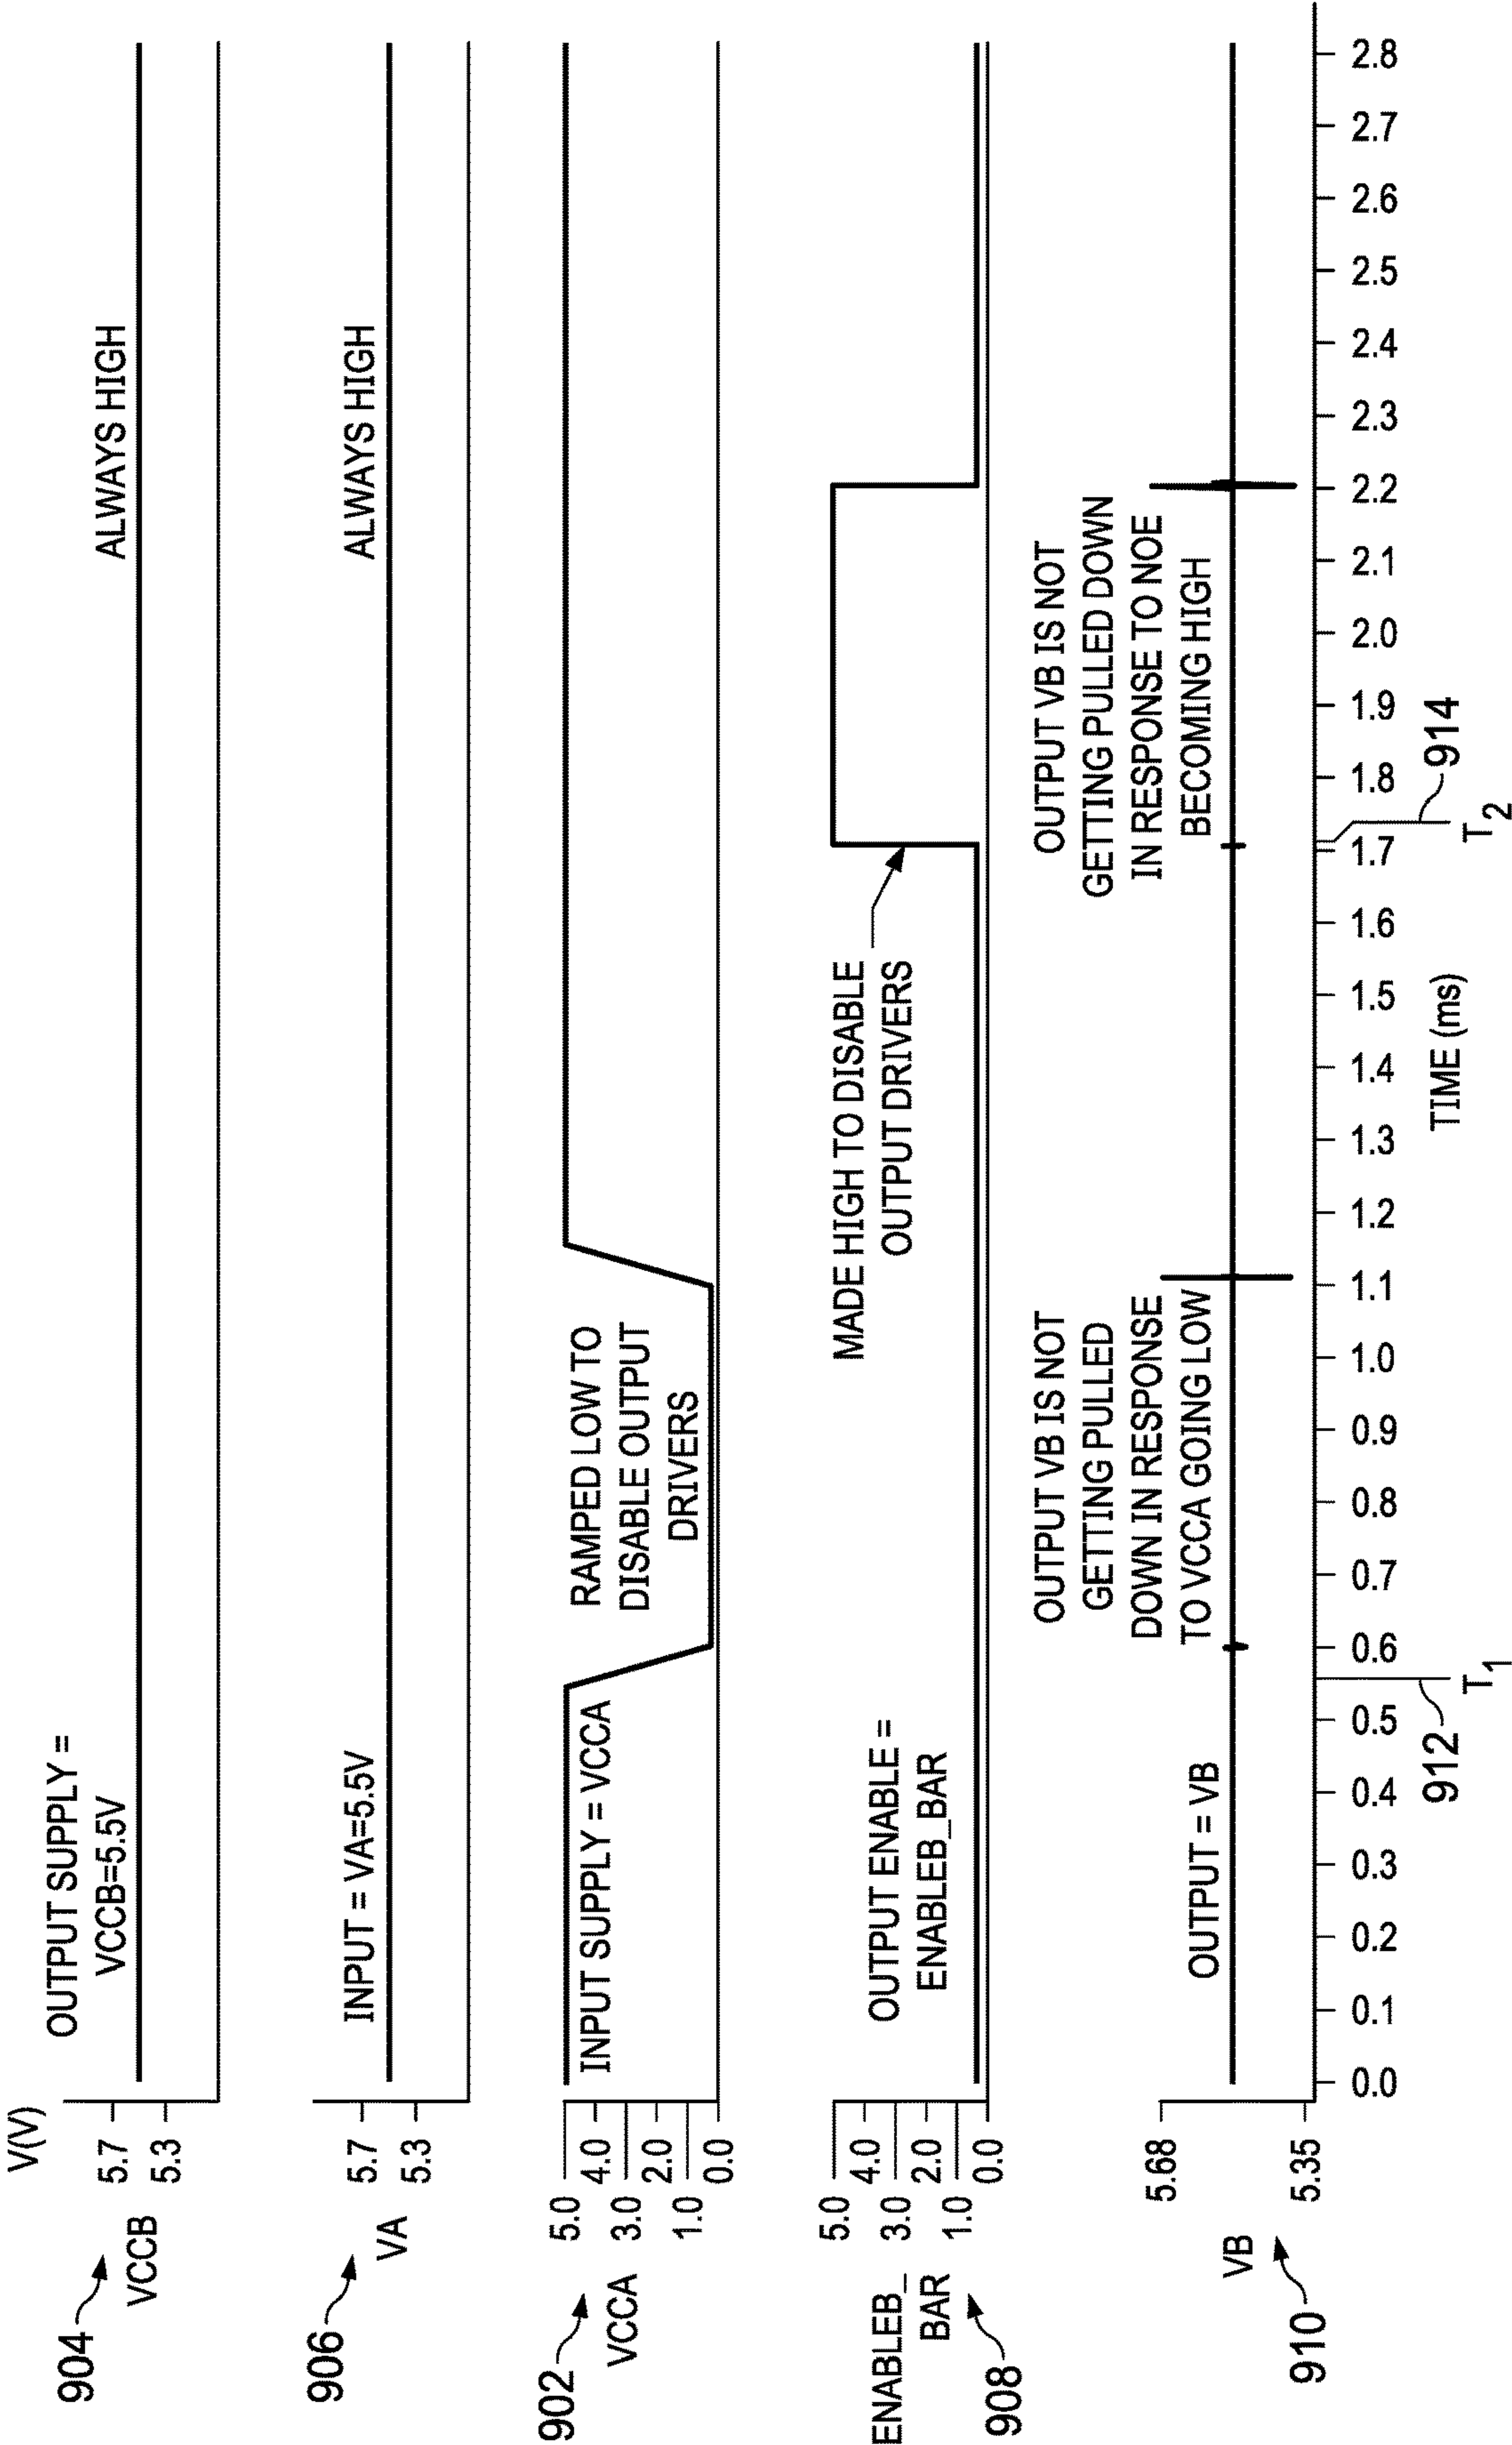 V(V)
904
VCCB
5.7
5.3
OUTPUT SUPPLY =
VCCB=5.5V
ALWAYS HIGH
906
VA
5.7
5.3
INPUT = VA=5.5V
ALWAYS HIGH
902
VCCA
5.0
4.0
3.0
2.0
1.0
0.0
INPUT SUPPLY = VCCA
RAMPED LOW TO
DISABLE OUTPUT
DRIVERS
908
ENABLEB_
BAR
5.0
4.0
3.0
2.0
1.0
0.0
OUTPUT ENABLE =
ENABLEB_BAR
MADE HIGH TO DISABLE
OUTPUT DRIVERS
910
VB
5.68
5.35
OUTPUT = VB
OUTPUT VB IS NOT
GETTING PULLED
DOWN IN RESPONSE
TO VCCA GOING LOW
OUTPUT VB IS NOT
GETTING PULLED DOWN
IN RESPONSE TO NOE
BECOMING HIGH
0.0 0.1 0.2 0.3 0.4 0.5 0.6 0.7 0.8 0.9 1.0 1.1 1.2 1.3 1.4 1.5 1.6 1.7 1.8 1.9 2.0 2.1 2.2 2.3 2.4 2.5 2.6 2.7 2.8
912
T1
TIME (ms)
914
T2